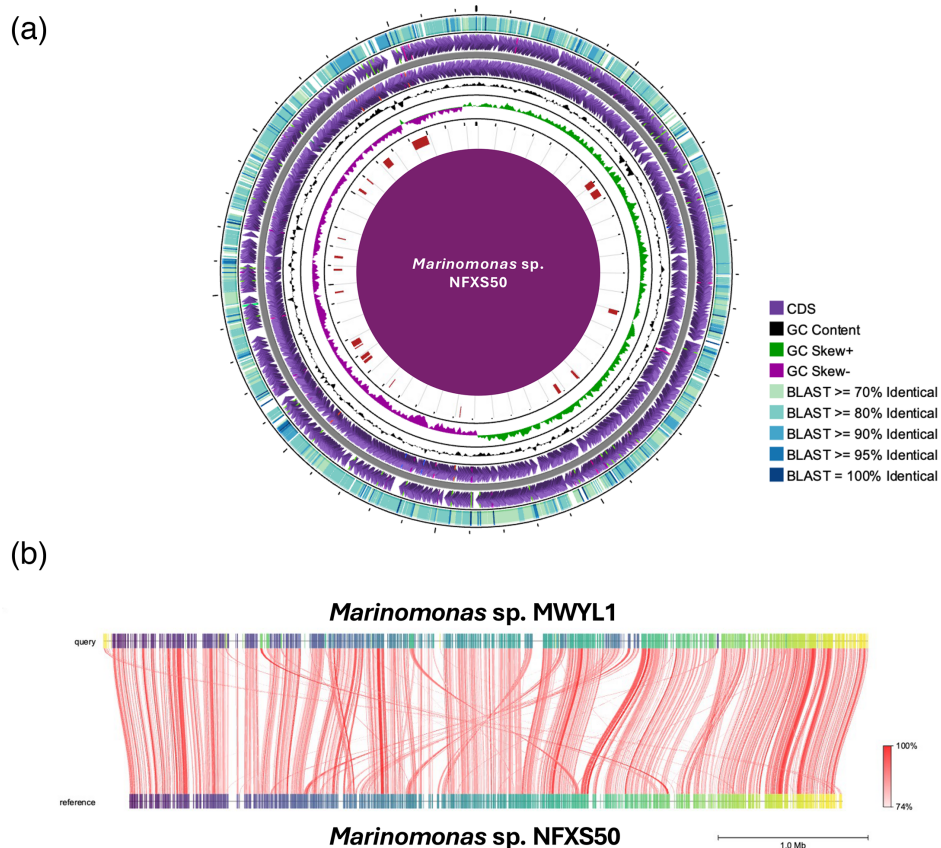 (a)
Marinomonas sp.
NFXS50
CDS
GC Content
GC Skew+
GC Skew-
BLAST >= 70% Identical
BLAST >= 80% Identical
BLAST >= 90% Identical
BLAST >= 95% Identical
BLAST = 100% Identical
(b)
Marinomonas sp. MWYL1
query
100%
74%
reference
Marinomonas sp. NFXS50
1.0 Mb